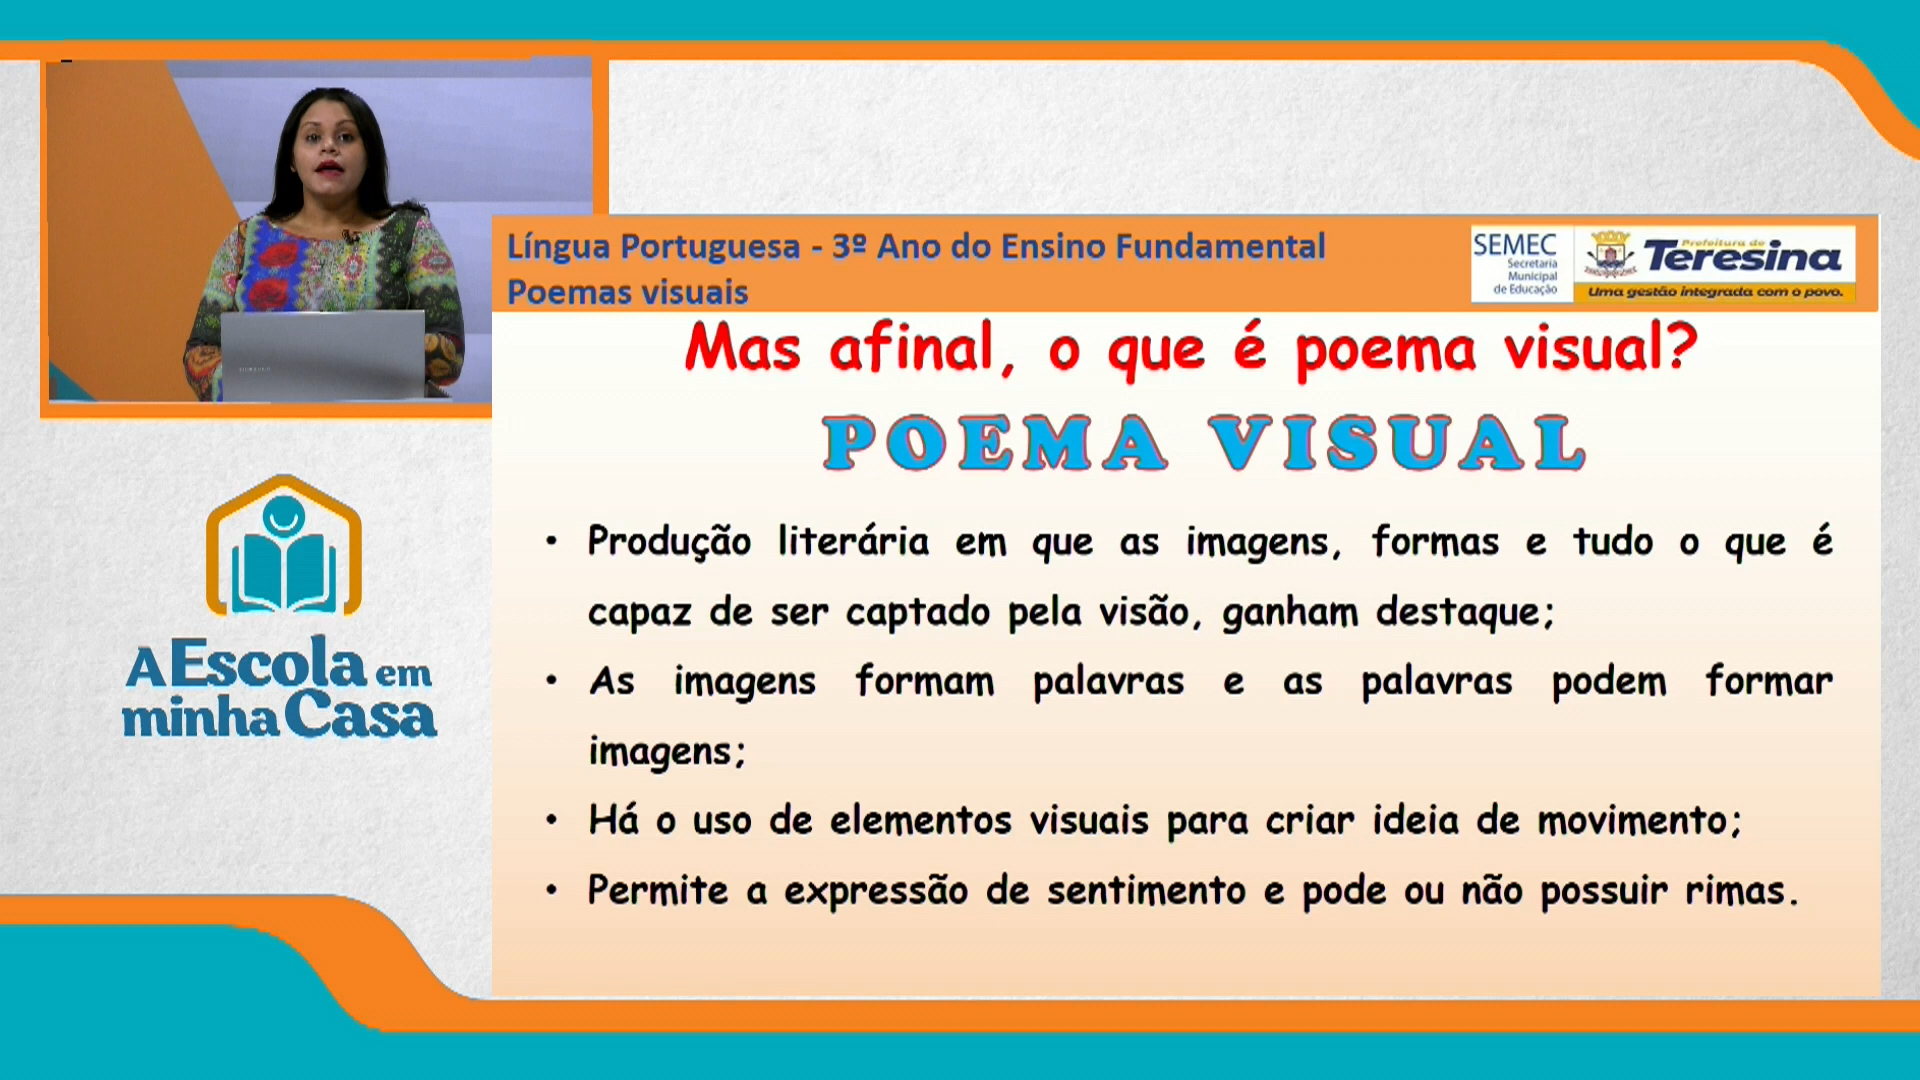 Língua Portuguesa - 3º Ano do Ensino Fundamental
Poemas visuais
SEMEC
Secretaria
Municipal
de Educação
Prefeitura de
Teresina
Uma gestão integrada com o povo.
Mas afinal, o que é poema visual?
POEMA VISUAL
• Produção literária em que as imagens, formas e tudo o que é
capaz de ser captado pela visão, ganham destaque;
• As imagens formam palavras e as palavras podem formar
imagens;
• Há o uso de elementos visuais para criar ideia de movimento;
• Permite a expressão de sentimento e pode ou não possuir rimas.
A Escola em
minha Casa